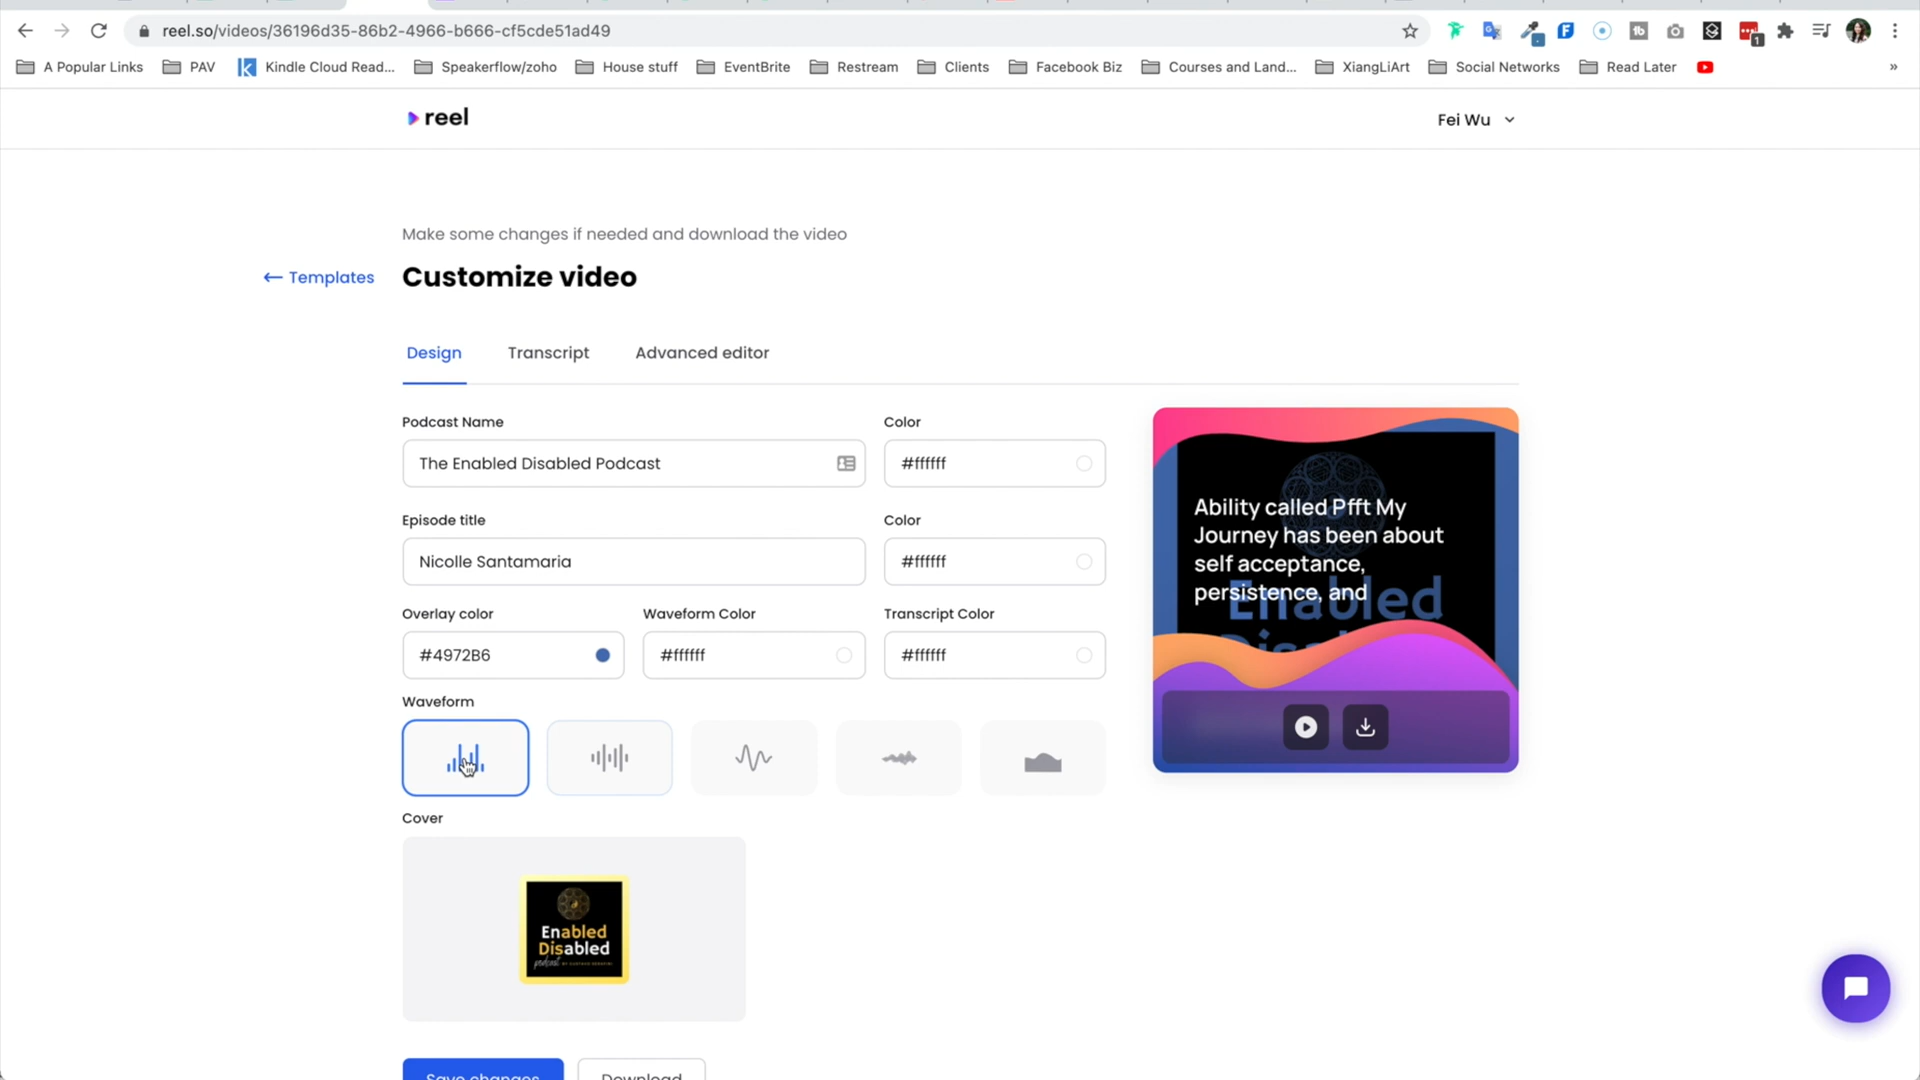 reel.so/videos/36196d35-86b2-4966-b666-cf5cde51ad49
1
A Popular Links
PAV
Kindle Cloud Read...
Speakerflow/zoho
House stuff
EventBrite
Restream
Clients
Facebook Biz
Courses and Land...
XiangLiArt
Social Networks
Read Later
»
reel
Fei Wu
Make some changes if needed and download the video
← Templates
Customize video
Design
Transcript
Advanced editor
Podcast Name
Color
The Enabled Disabled Podcast
#ffffff
Episode title
Color
Nicolle Santamaria
#ffffff
Overlay color
Waveform Color
Transcript Color
#4972B6
#ffffff
#ffffff
Waveform
Cover
Enabled
Disabled
podcast
Ability called Pfft My
Journey has been about
self acceptance,
persistence, and
Enabled
Save changes
Download